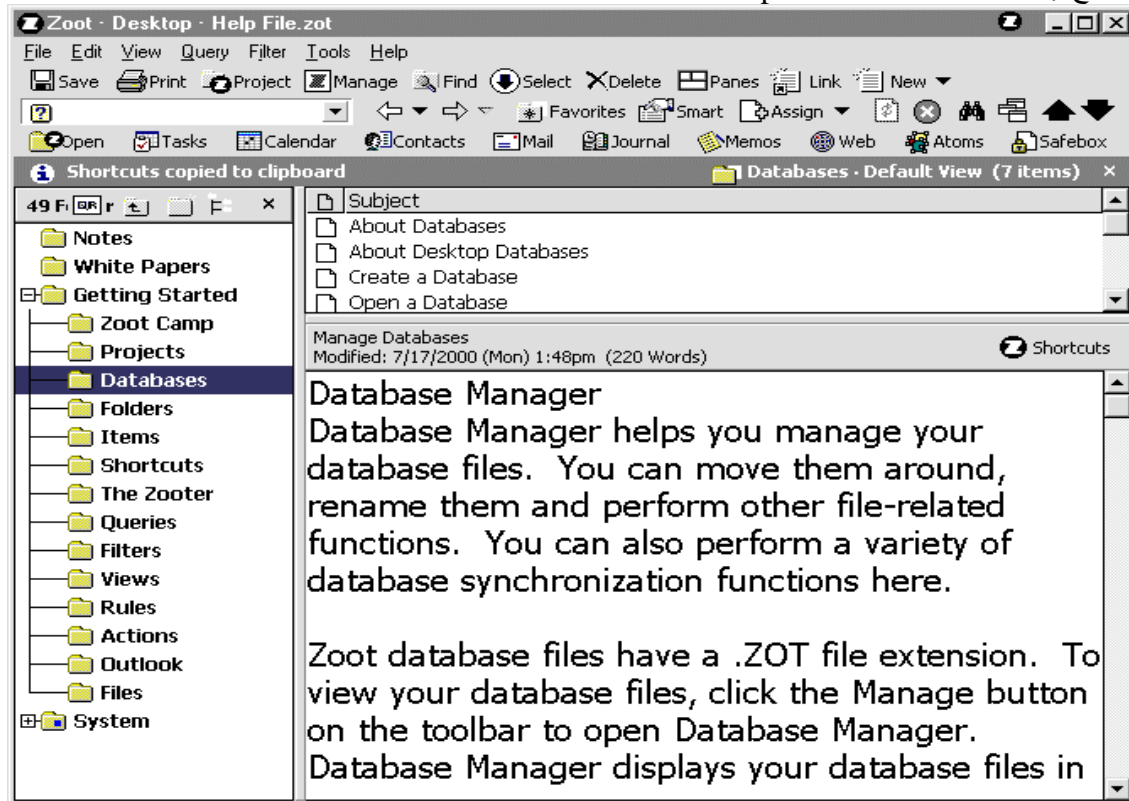 Zoot · Desktop · Help File.zot
File Edit View Query Filter Tools Help
Save Print Project Manage Find Select Delete Panes Link New
Favorites Smart Assign
Open Tasks Calendar Contacts Mail Journal Memos Web Atoms Safebox
Shortcuts copied to clipboard Databases · Default View (7 items)
49 F r
Subject
About Databases
About Desktop Databases
Create a Database
Open a Database
Notes
White Papers
Getting Started
Zoot Camp
Projects
Databases
Folders
Items
Shortcuts
The Zooter
Queries
Filters
Views
Rules
Actions
Outlook
Files
System
Manage Databases
Modified: 7/17/2000 (Mon) 1:48pm (220 Words) Shortcuts
Database Manager
Database Manager helps you manage your
database files. You can move them around,
rename them and perform other file-related
functions. You can also perform a variety of
database synchronization functions here.
Zoot database files have a .ZOT file extension. To
view your database files, click the Manage button
on the toolbar to open Database Manager.
Database Manager displays your database files in